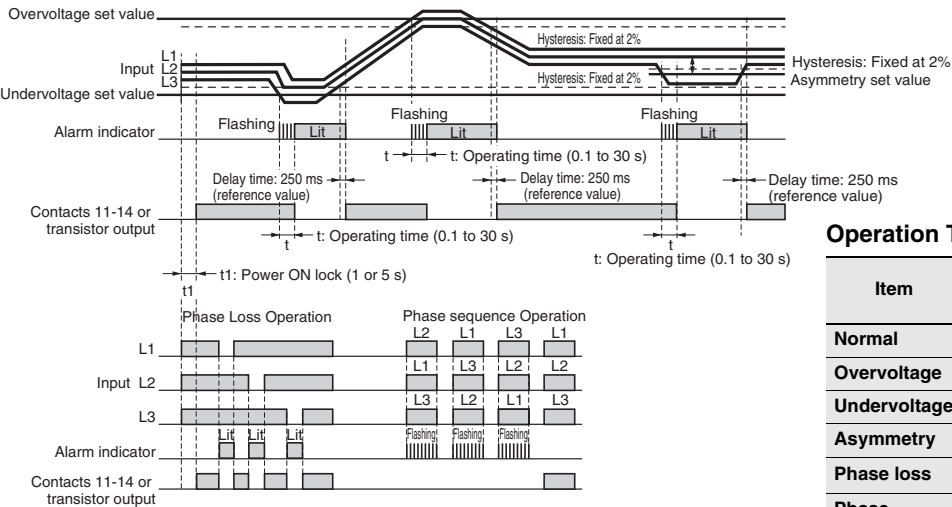 Overvoltage set value
Hysteresis: Fixed at 2%
L1
Input L2
L3
Hysteresis: Fixed at 2%
Hysteresis: Fixed at 2%
Asymmetry set value
Undervoltage set value
Flashing
Flashing
Flashing
Alarm indicator
Lit
Lit
Lit
t
t: Operating time (0.1 to 30 s)
Delay time: 250 ms
(reference value)
Delay time: 250 ms
(reference value)
Delay time: 250 ms
(reference value)
Contacts 11-14 or
transistor output
t
t: Operating time (0.1 to 30 s)
t
t: Operating time (0.1 to 30 s)
t1: Power ON lock (1 or 5 s)
t1
Phase Loss Operation
Phase sequence Operation
L2 L1 L3 L1
L1
L1 L3 L2 L2
Input L2
L3 L2 L1 L3
L3
Lit Lit Lit
Flashing Flashing Flashing
Alarm indicator
Contacts 11-14 or
transistor output
Operation T
Item
Normal
Overvoltage
Undervoltage
Asymmetry
Phase loss
Phase